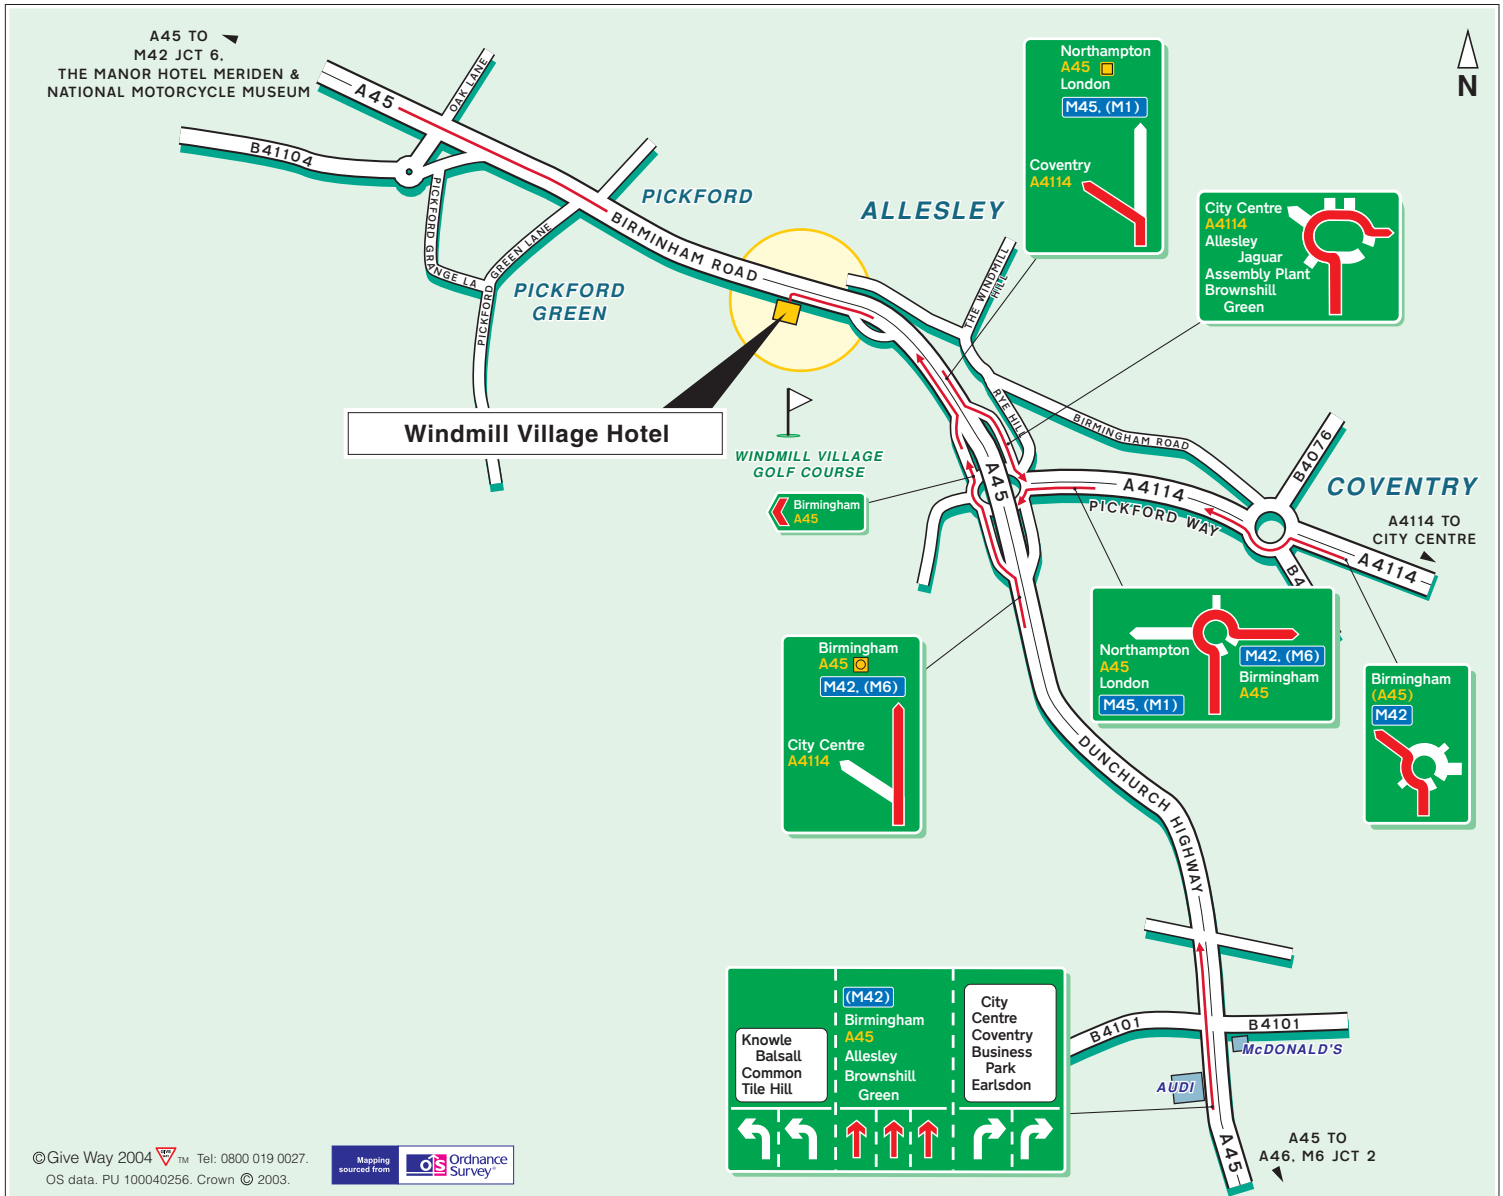 A45 TO
M42 JCT 6,
THE MANOR HOTEL MERIDEN &
NATIONAL MOTORCYCLE MUSEUM
A45
OAK LANE
B41104
PICKFORD GRANGE LA
PICKFORD GREEN LANE
PICKFORD
PICKFORD
GREEN
BIRMINHAM ROAD
ALLESLEY
THE WINDMILL
HILL
RYE HILL
BIRMINGHAM ROAD
Northampton
A45
London
M45, (M1)
Coventry
A4114
N
City Centre
A4114
Allesley
Jaguar
Assembly Plant
Brownshill
Green
Windmill Village Hotel
WINDMILL VILLAGE
GOLF COURSE
Birmingham
A45
A45
A4114
PICKFORD WAY
B4076
COVENTRY
A4114 TO
CITY CENTRE
A4114
B4
Birmingham
A45
M42, (M6)
City Centre
A4114
Northampton
A45
London
M45, (M1)
M42, (M6)
Birmingham
A45
Birmingham
(A45)
M42
DUNCHURCH HIGHWAY
Knowle
Balsall
Common
Tile Hill
(M42)
Birmingham
A45
Allesley
Brownshill
Green
City
Centre
Coventry
Business
Park
Earlsdon
B4101
B4101
McDONALD'S
AUDI
A45
A45 TO
A46, M6 JCT 2
©Give Way 2004 GIVE WAY TM Tel: 0800 019 0027.
OS data. PU 100040256. Crown © 2003.
Mapping
sourced from
OS Ordnance
Survey®